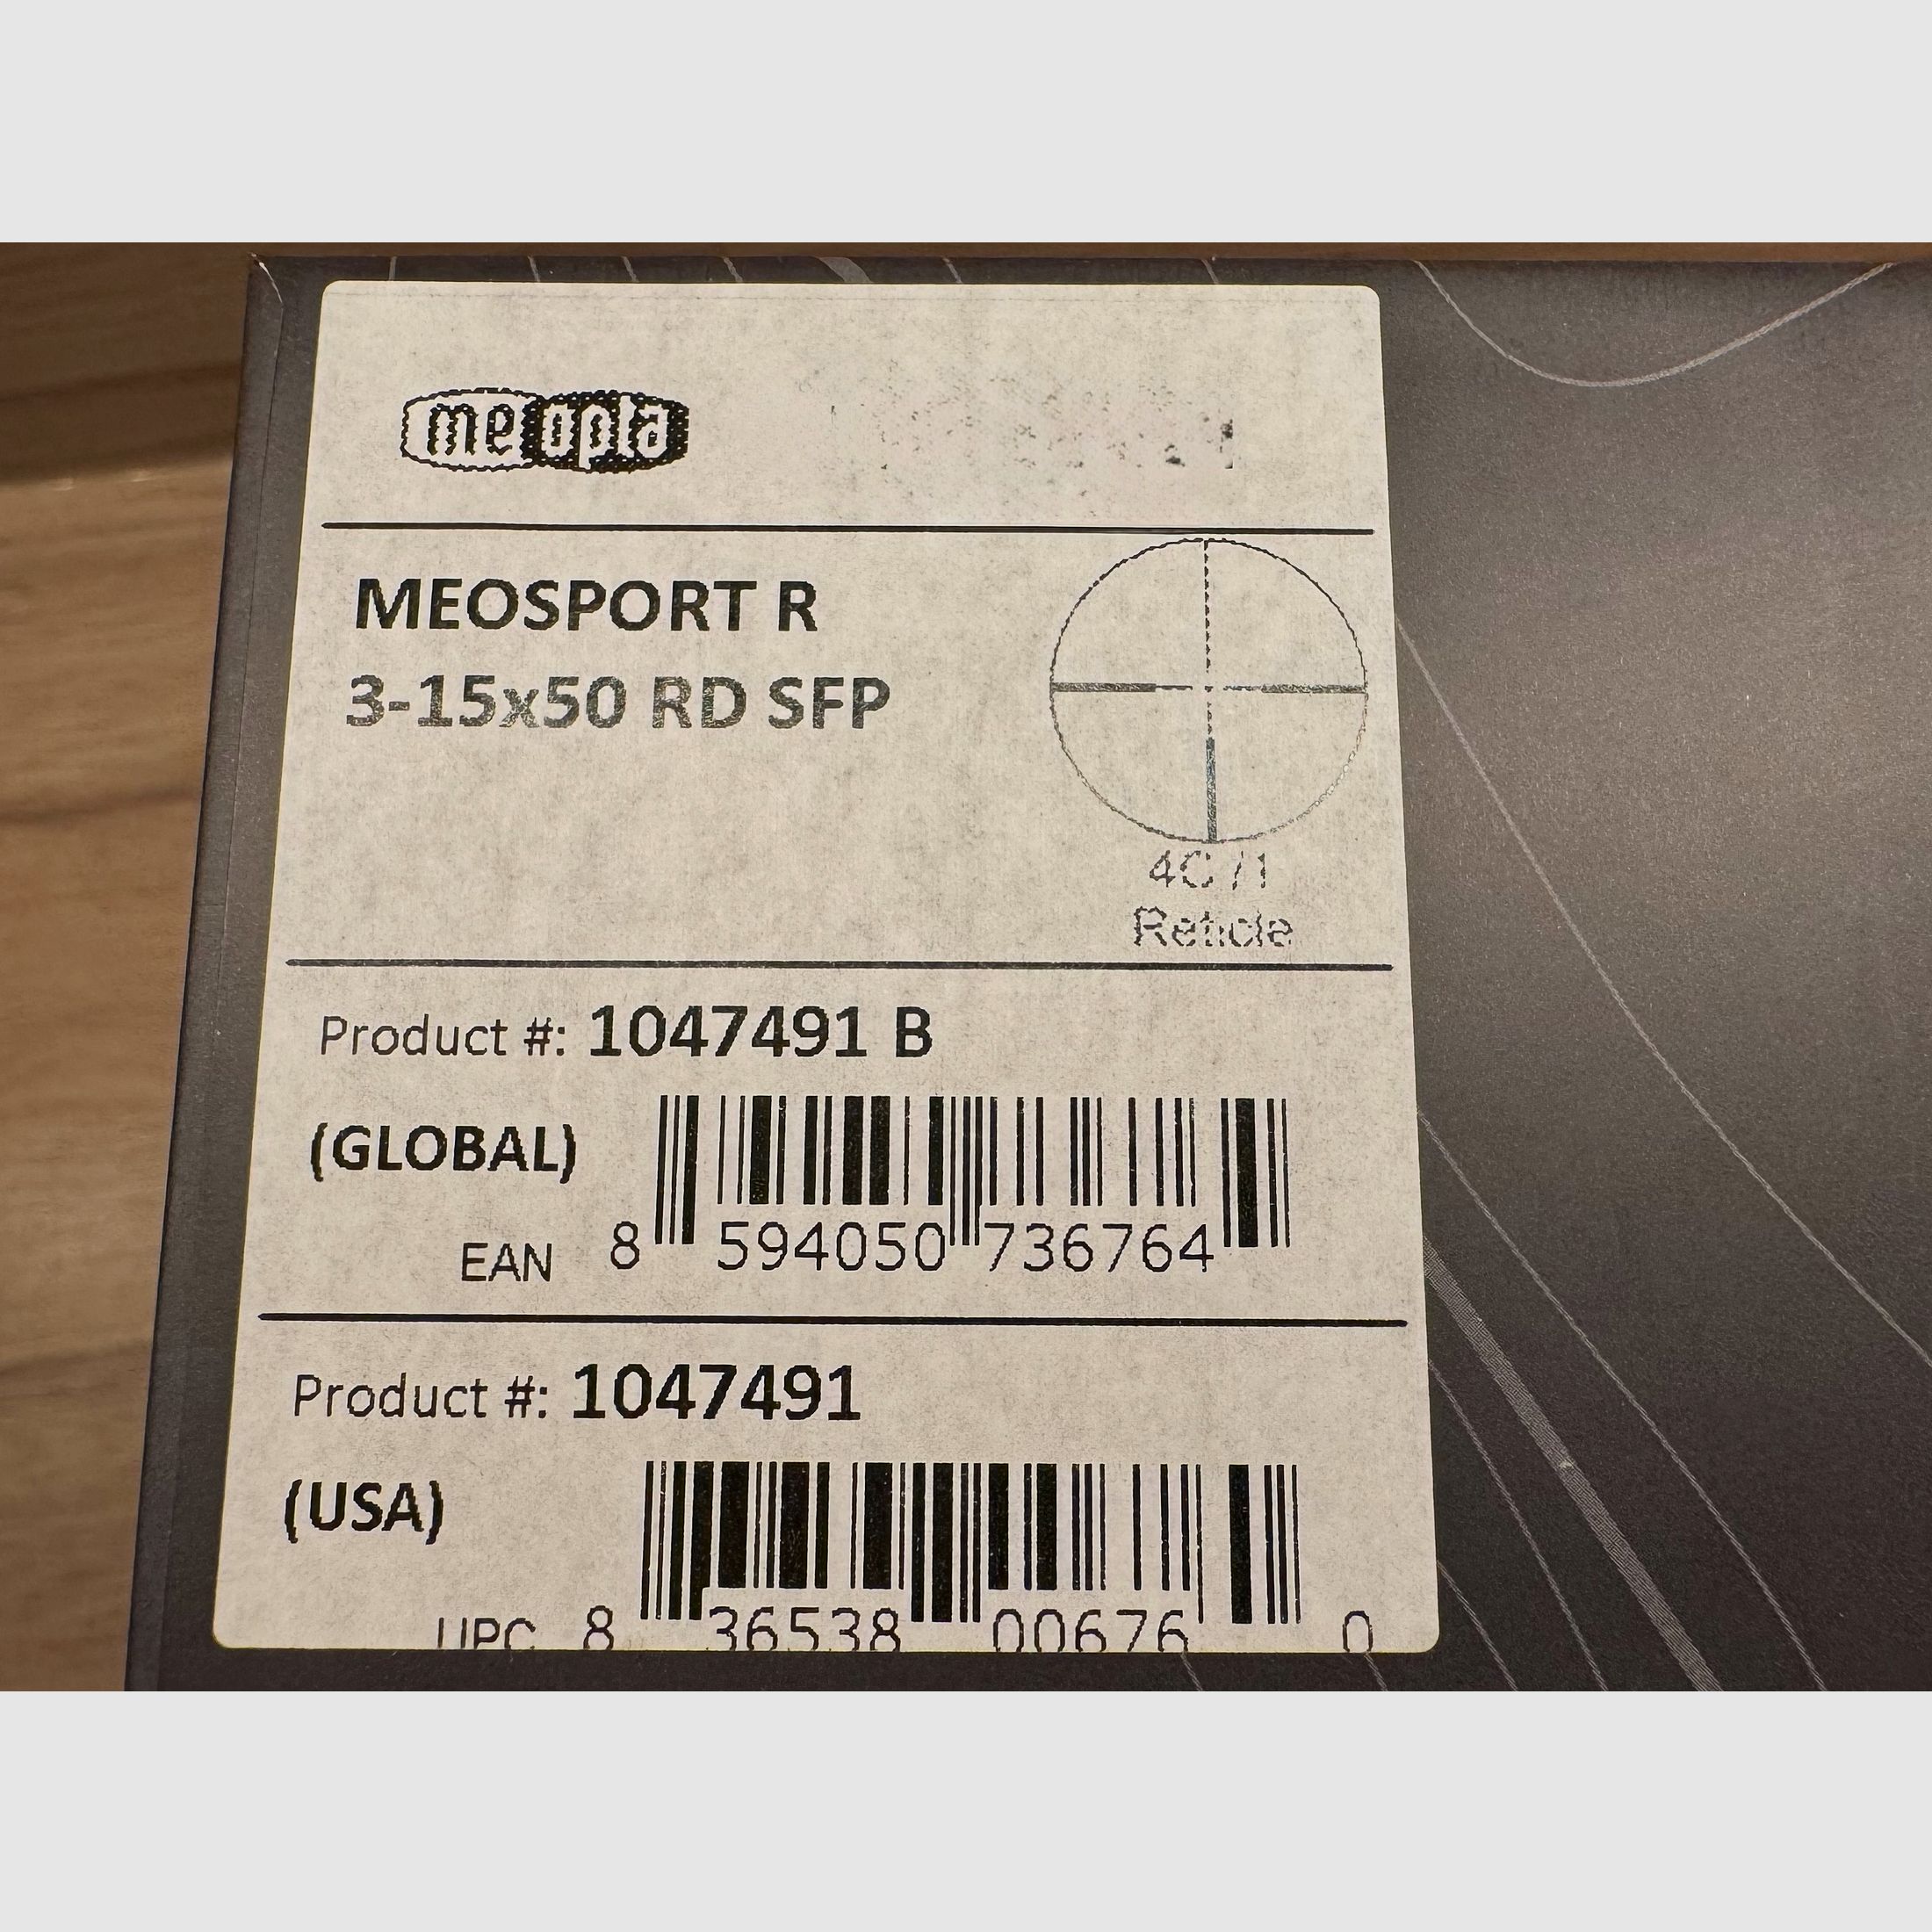 meopta
MEOSPORT R
3-15x50 RD SFP
4C /1
Reticle
Product #: 1047491 B
(GLOBAL)
EAN 8 594050 736764
Product #: 1047491
(USA)
UPC 8 36538 00676 0